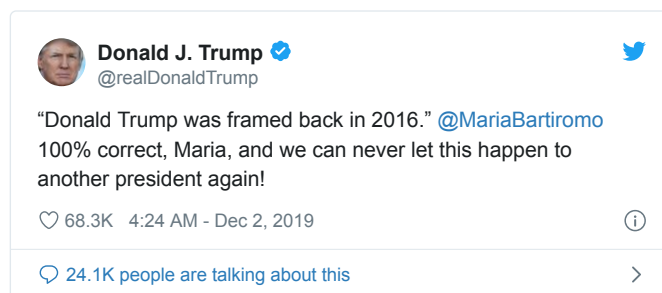 Donald J. Trump
@realDonaldTrump
“Donald Trump was framed back in 2016.” @MariaBartiromo
100% correct, Maria, and we can never let this happen to
another president again!
68.3K 4:24 AM - Dec 2, 2019
24.1K people are talking about this